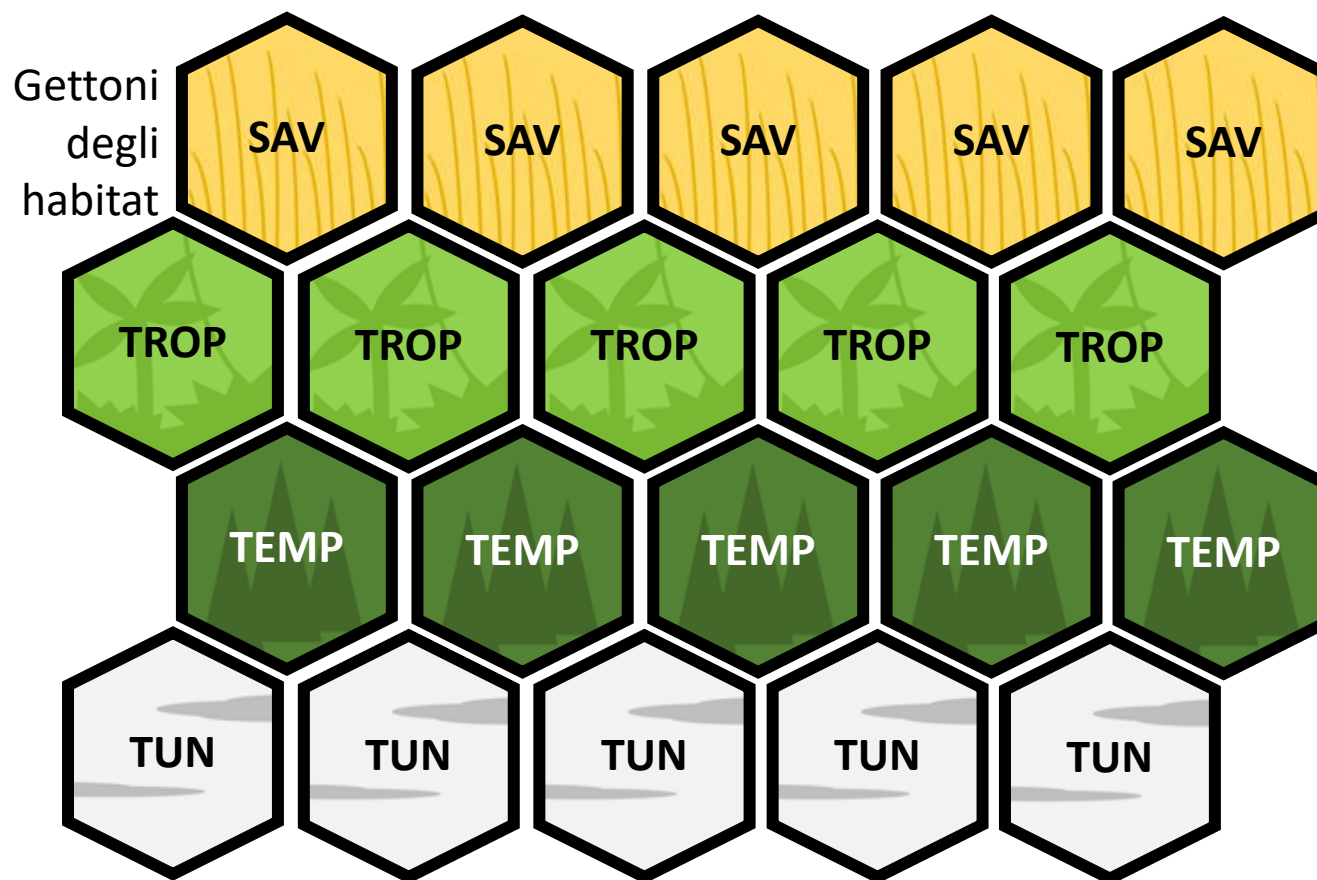 Gettoni
degli
habitat
SAV SAV SAV SAV SAV
TROP TROP TROP TROP TROP
TEMP TEMP TEMP TEMP TEMP
TUN TUN TUN TUN TUN